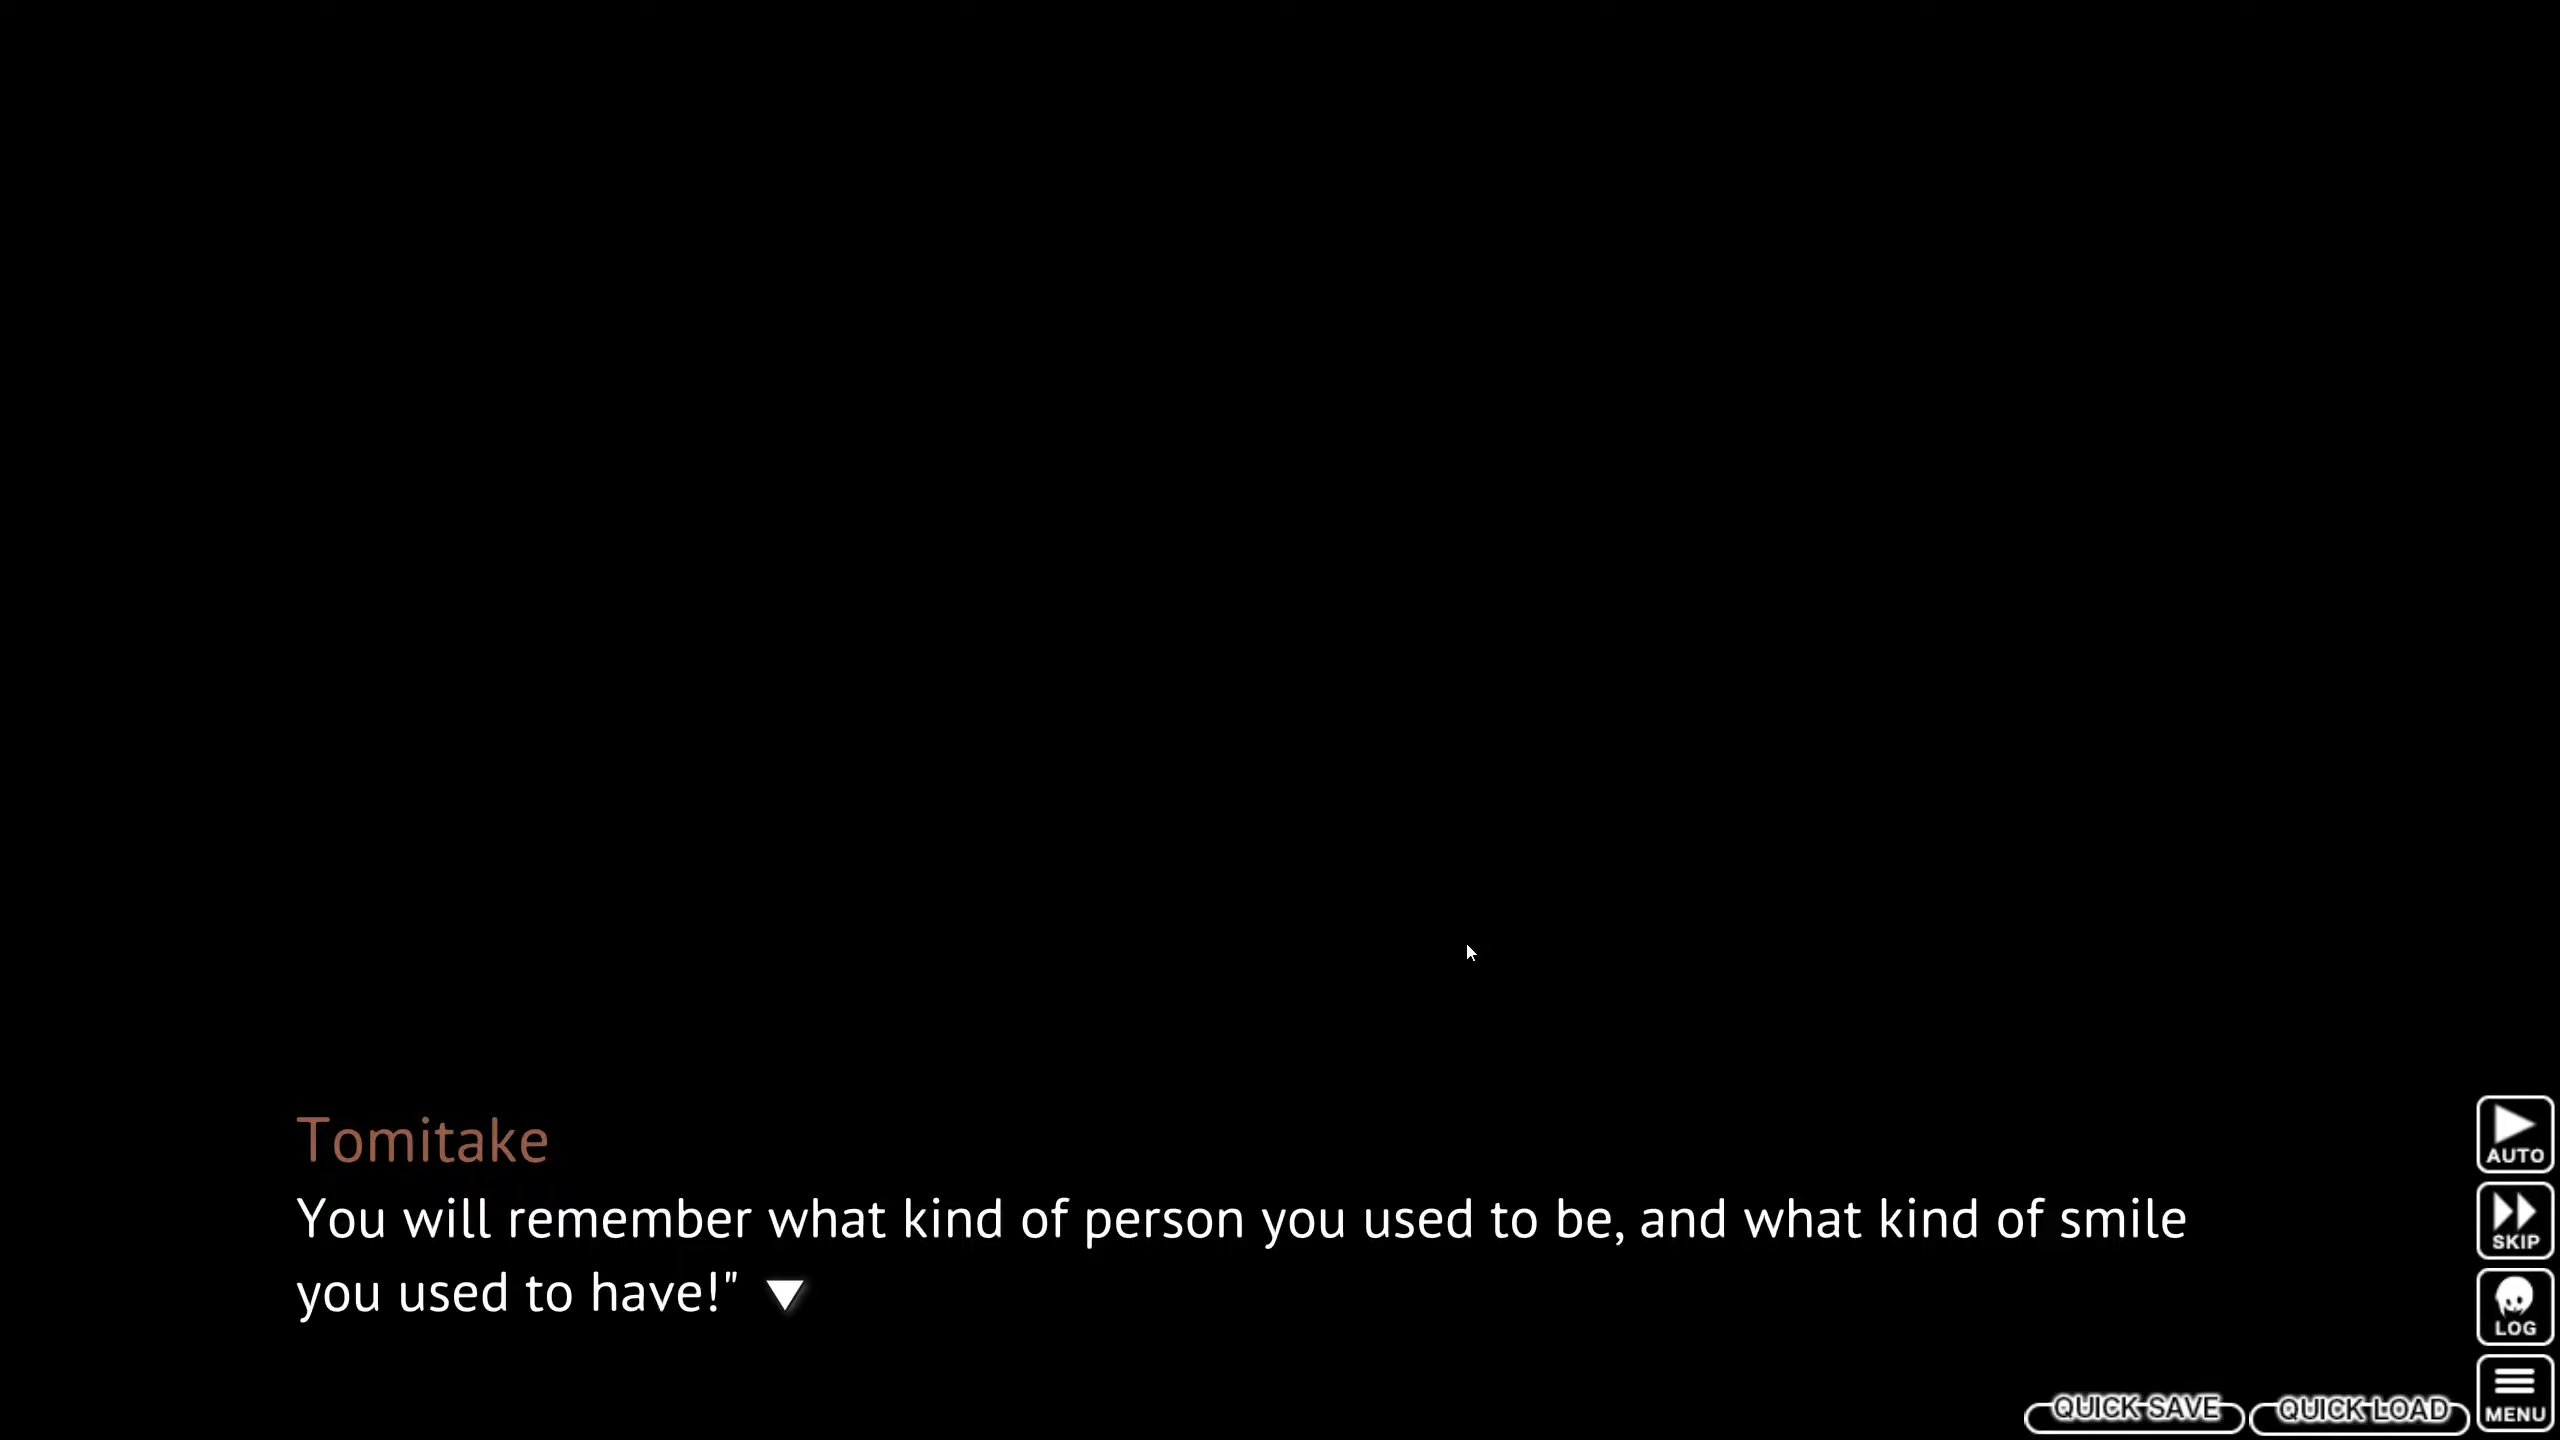 Tomitake
You will remember what kind of person you used to be, and what kind of smile
you used to have!"
AUTO
SKIP
LOG
MENU
QUICK SAVE
QUICK LOAD